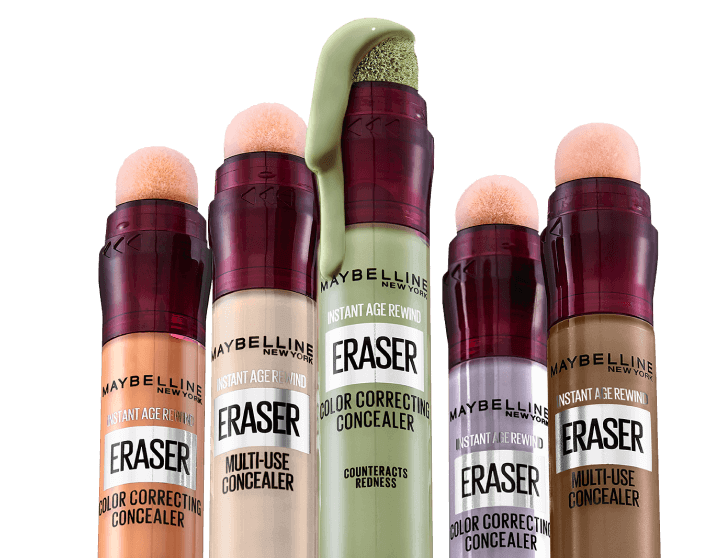 MAYBELLINE
NEW YORK
INSTANT AGE REWIND
ERASER
COLOR CORRECTING
CONCEALER
MAYBELLINE
NEW YORK
INSTANT AGE REWIND
ERASER
MULTI-USE
CONCEALER
MAYBELLINE
NEW YORK
INSTANT AGE REWIND
ERASER
COLOR CORRECTING
CONCEALER
COUNTERACTS
REDNESS
MAYBELLINE
NEW YORK
INSTANT AGE REWIND
ERASER
COLOR CORRECTING
CONCEALER
MAYBELLINE
NEW YORK
INSTANT AGE REWIND
ERASER
MULTI-USE
CONCEALER